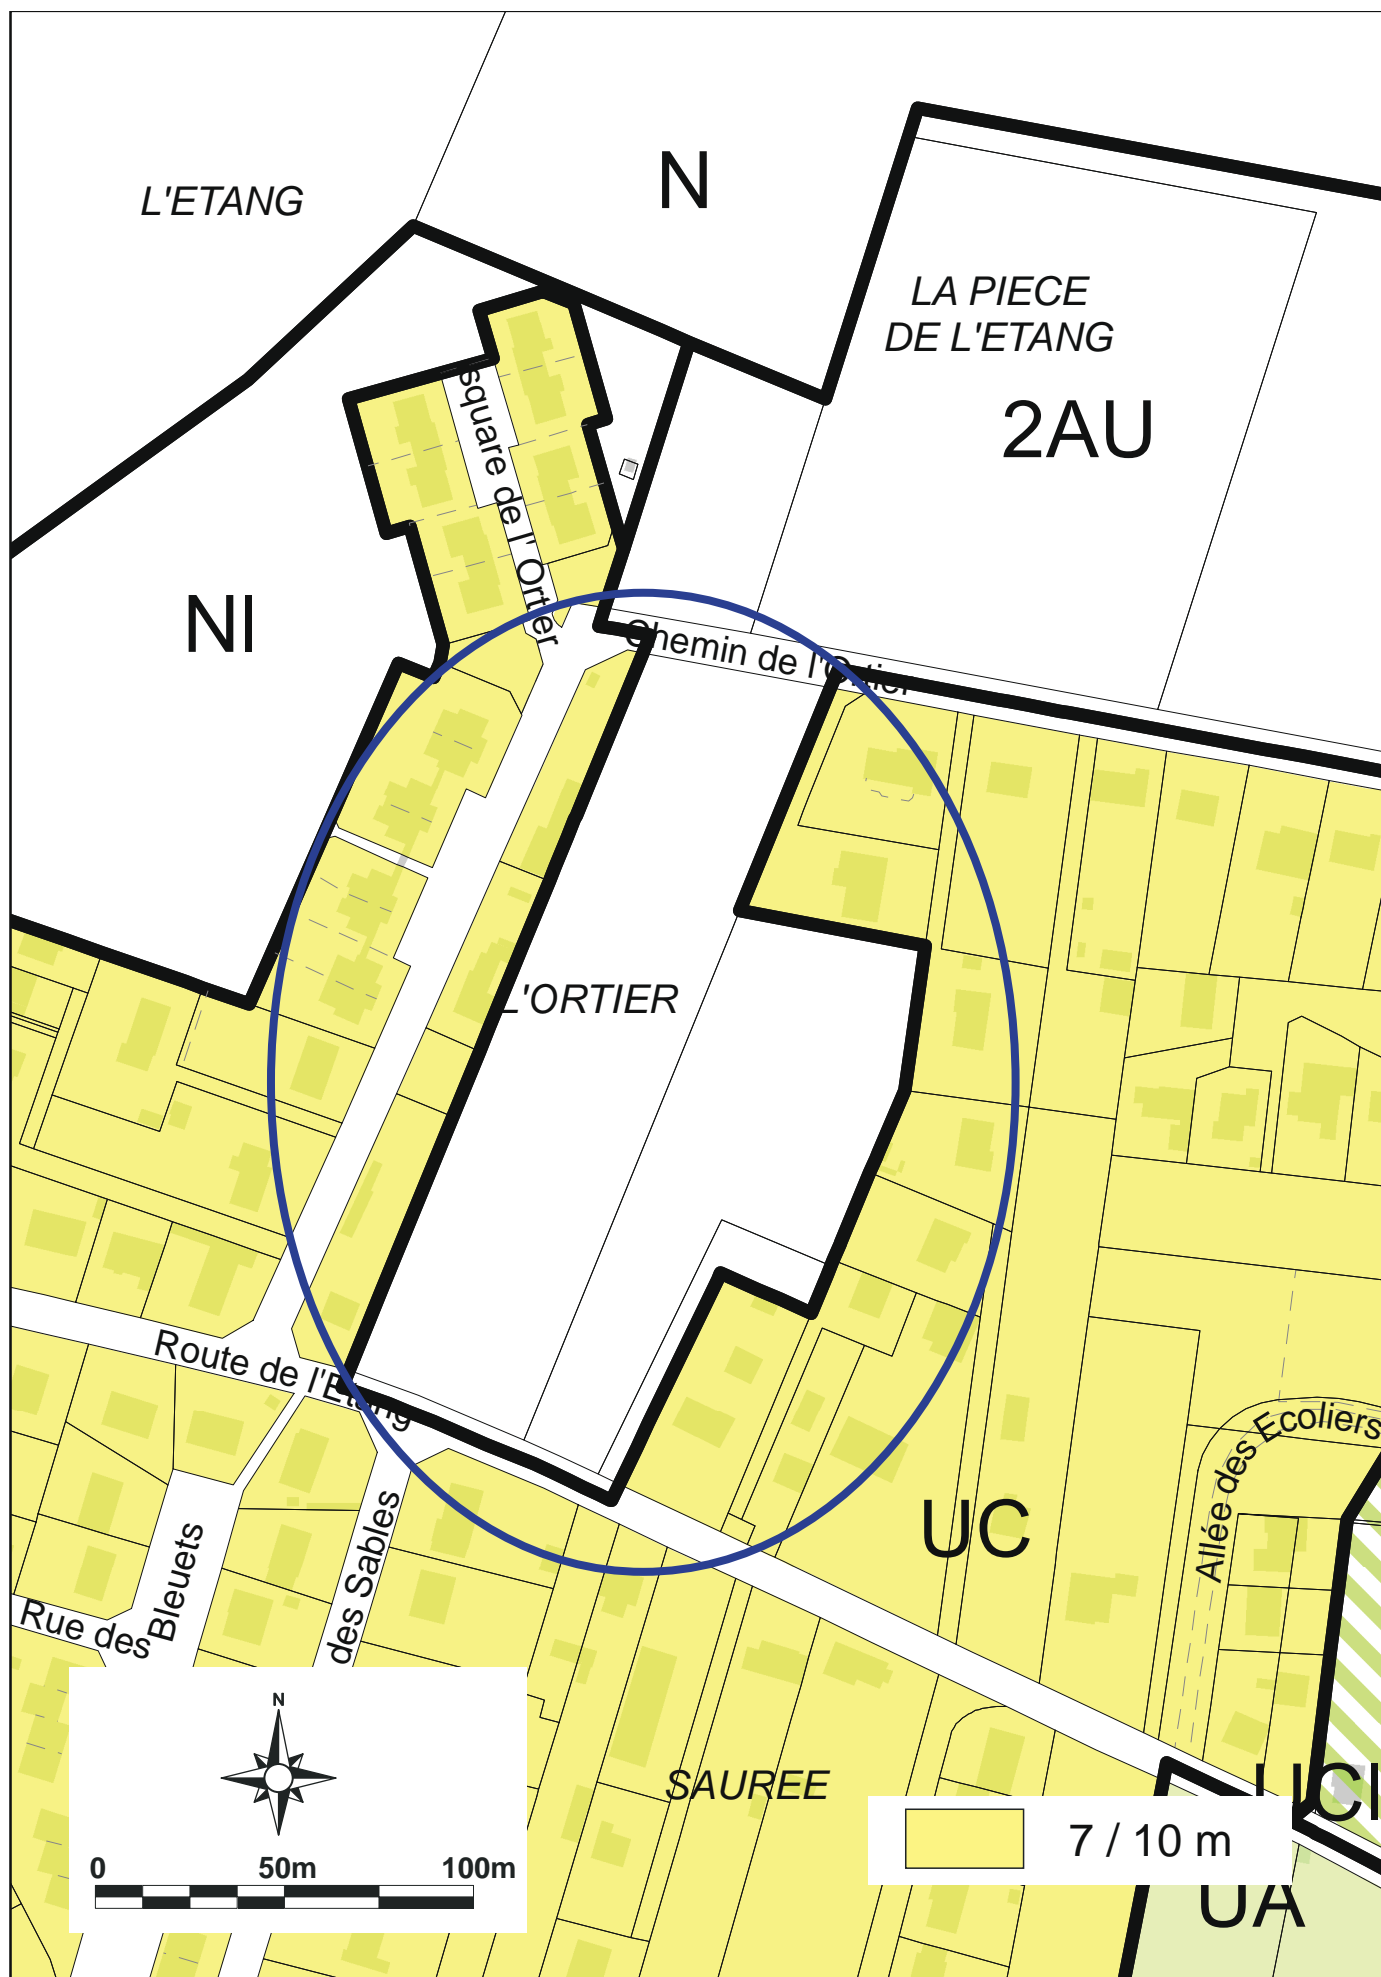 N
L'ETANG
LA PIECE
DE L'ETANG
2AU
square de l' Ortier
NI
Chemin de l'Ortier
L'ORTIER
Route de l'Etang
Allée des Ecoliers
UC
Bleuets
des Sables
Rue des
N
SAUREE
UCI
7 / 10 m
0 50m 100m
UA